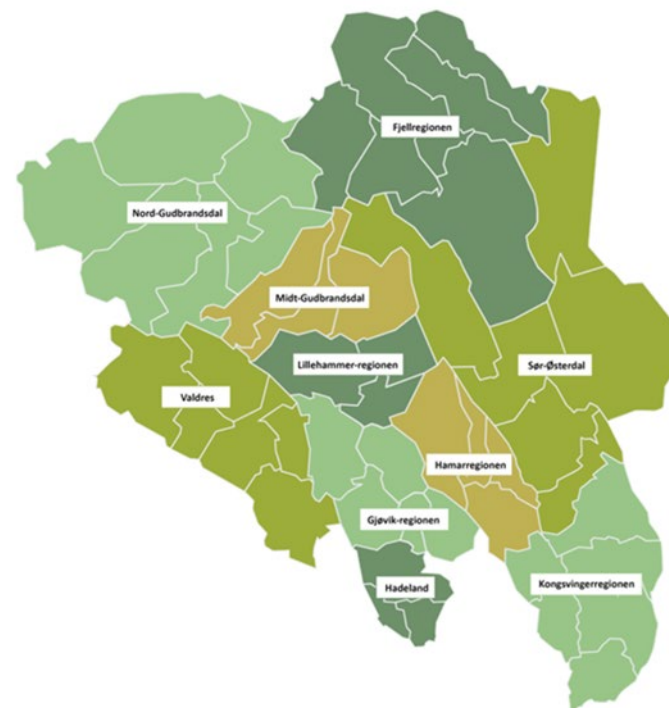 Fjellregionen
Nord-Gudbrandsdal
Midt-Gudbrandsdal
Lillehammer-regionen
Sør-Østerdal
Valdres
Hamarregionen
Gjøvik-regionen
Hadeland
Kongsvingerregionen